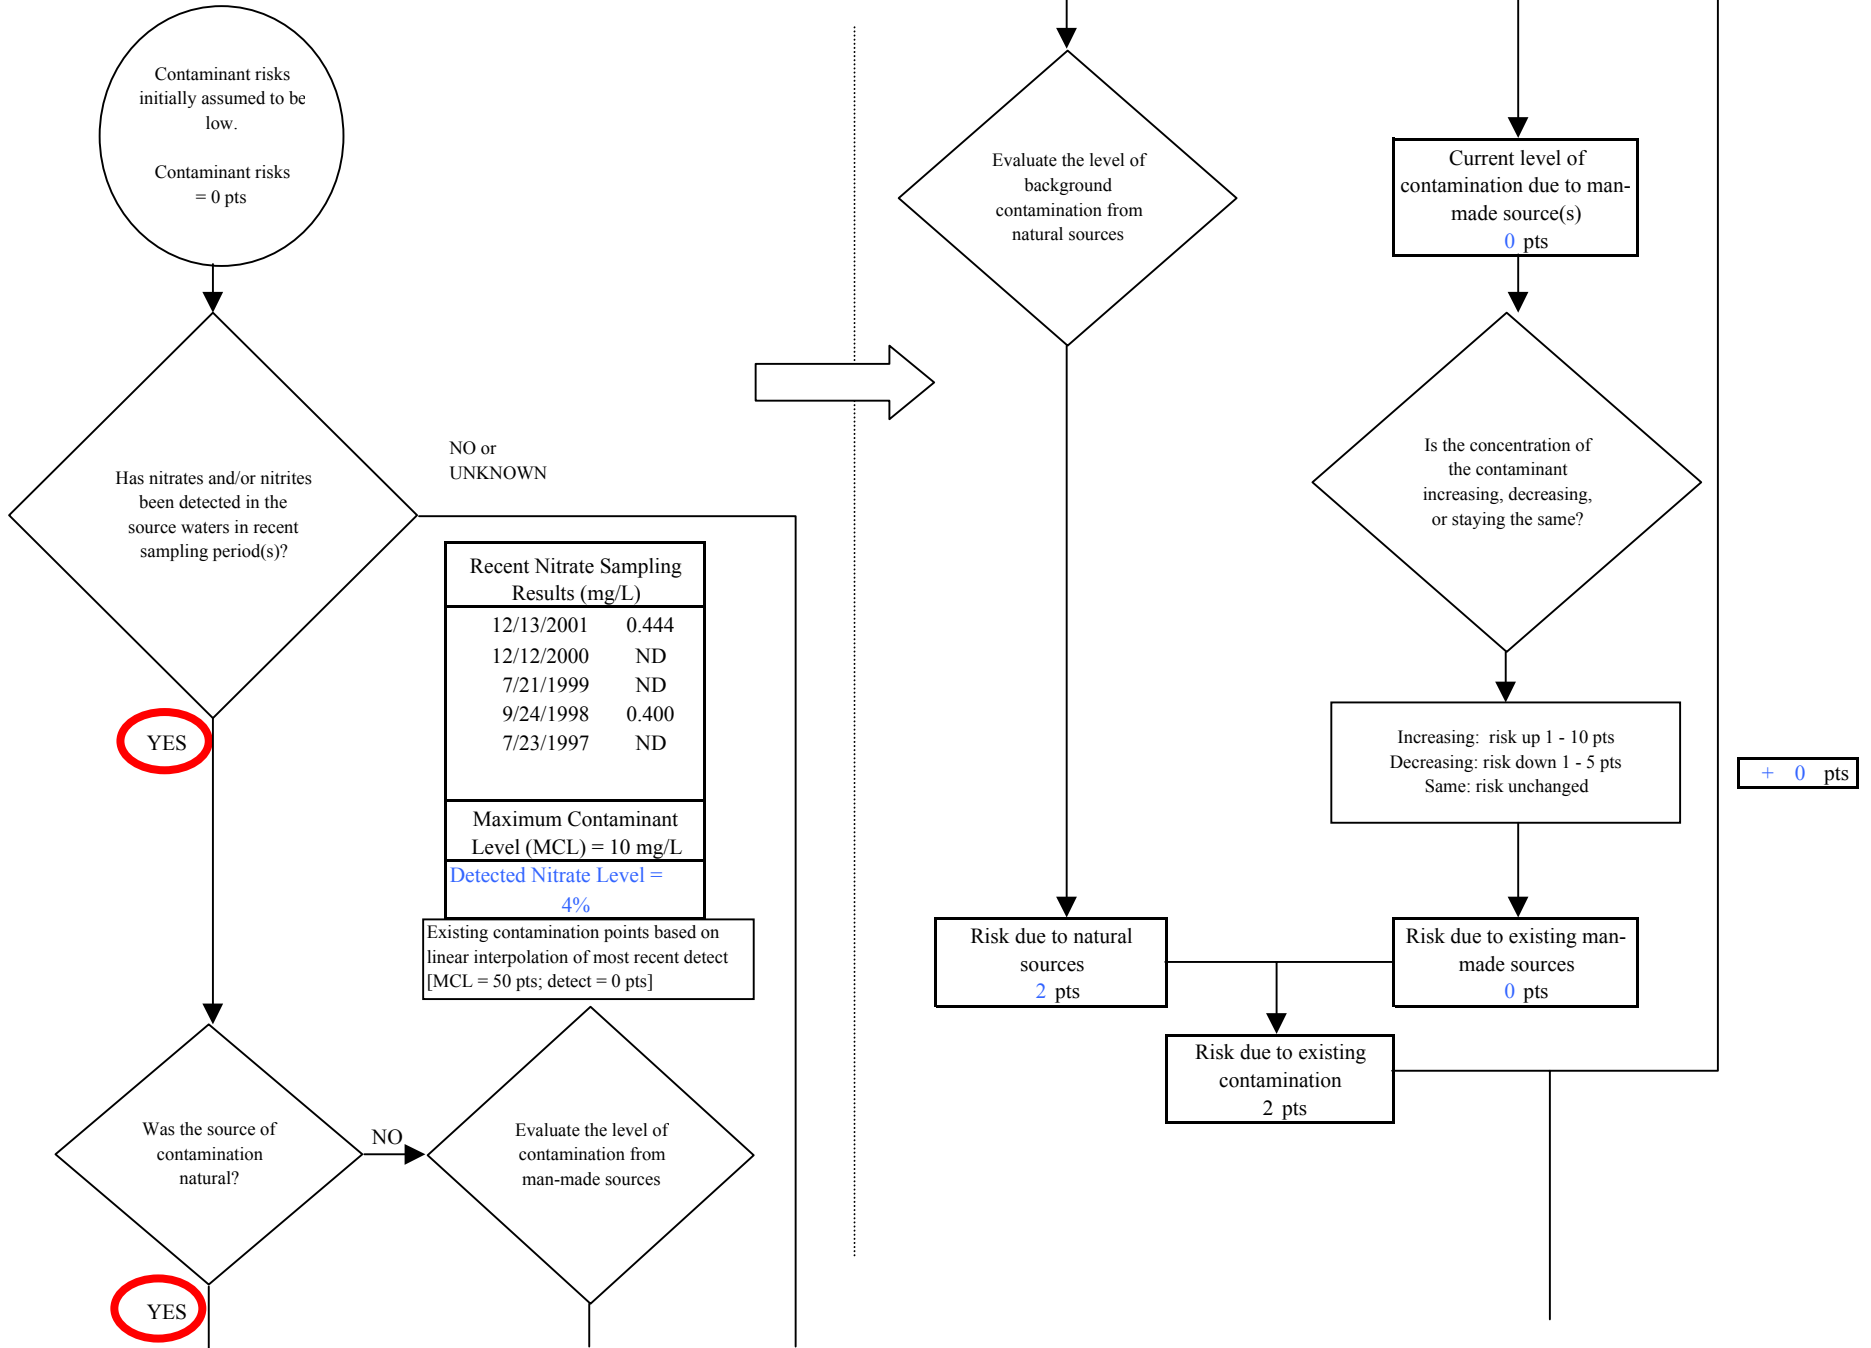 Contaminant risks
initially assumed to be
low.
Contaminant risks
= 0 pts
Has nitrates and/or nitrites
been detected in the
source waters in recent
sampling period(s)?
NO or
UNKNOWN
YES
Recent Nitrate Sampling
Results (mg/L)
12/13/2001 0.444
12/12/2000 ND
7/21/1999 ND
9/24/1998 0.400
7/23/1997 ND
Maximum Contaminant
Level (MCL) = 10 mg/L
Detected Nitrate Level =
4%
Existing contamination points based on
linear interpolation of most recent detect
[MCL = 50 pts; detect = 0 pts]
Was the source of
contamination
natural?
NO
Evaluate the level of
contamination from
man-made sources
YES
Evaluate the level of
background
contamination from
natural sources
Current level of
contamination due to man-
made source(s)
0 pts
Is the concentration of
the contaminant
increasing, decreasing,
or staying the same?
Increasing: risk up 1 - 10 pts
Decreasing: risk down 1 - 5 pts
Same: risk unchanged
+ 0 pts
Risk due to natural
sources
2 pts
Risk due to existing man-
made sources
0 pts
Risk due to existing
contamination
2 pts